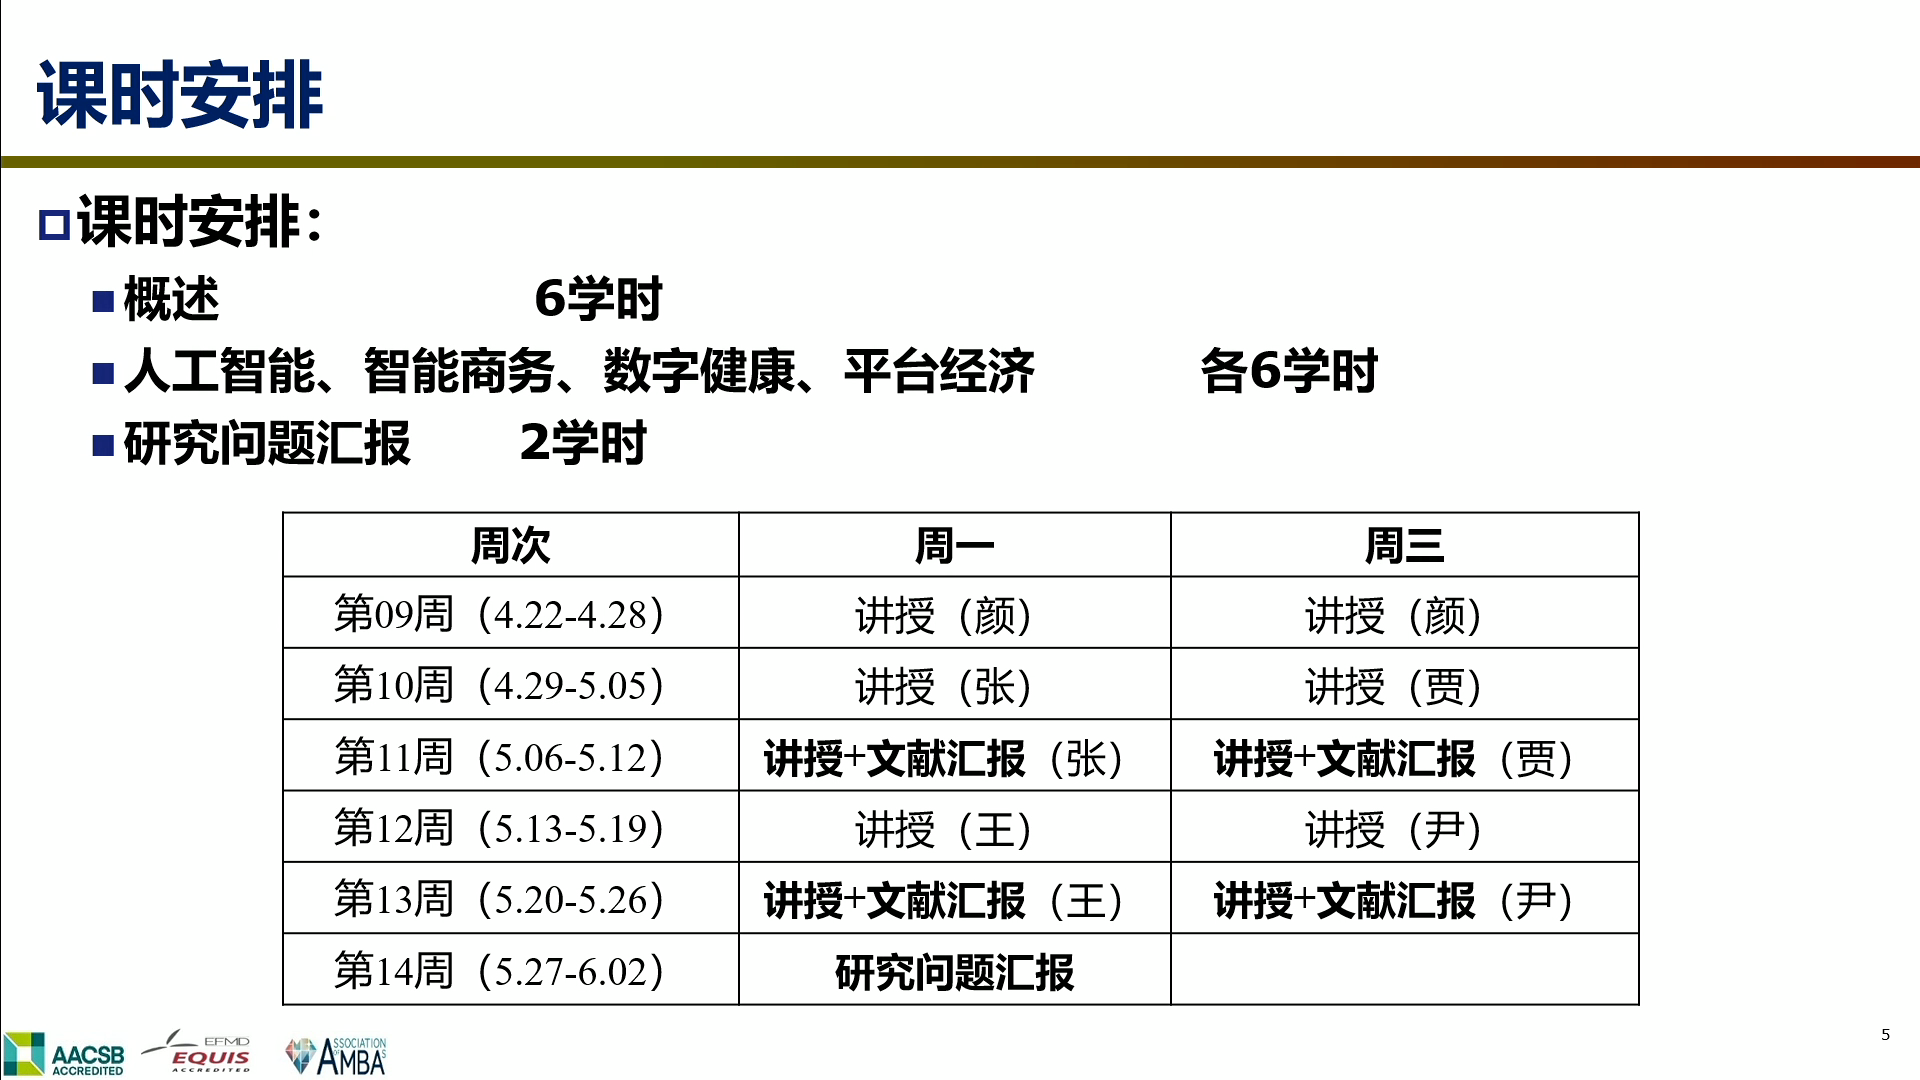 课时安排
课时安排：
概述 6学时
人工智能、智能商务、数字健康、平台经济 各6学时
研究问题汇报 2学时
周次 周一 周三
第09周（4.22-4.28） 讲授（颜） 讲授（颜）
第10周（4.29-5.05） 讲授（张） 讲授（贾）
第11周（5.06-5.12） 讲授+文献汇报（张） 讲授+文献汇报（贾）
第12周（5.13-5.19） 讲授（王） 讲授（尹）
第13周（5.20-5.26） 讲授+文献汇报（王） 讲授+文献汇报（尹）
第14周（5.27-6.02） 研究问题汇报
AACSB
ACCREDITED
EFMD
EQUIS
ACCREDITED
ASSOCIATION
OF
AMBAS
5